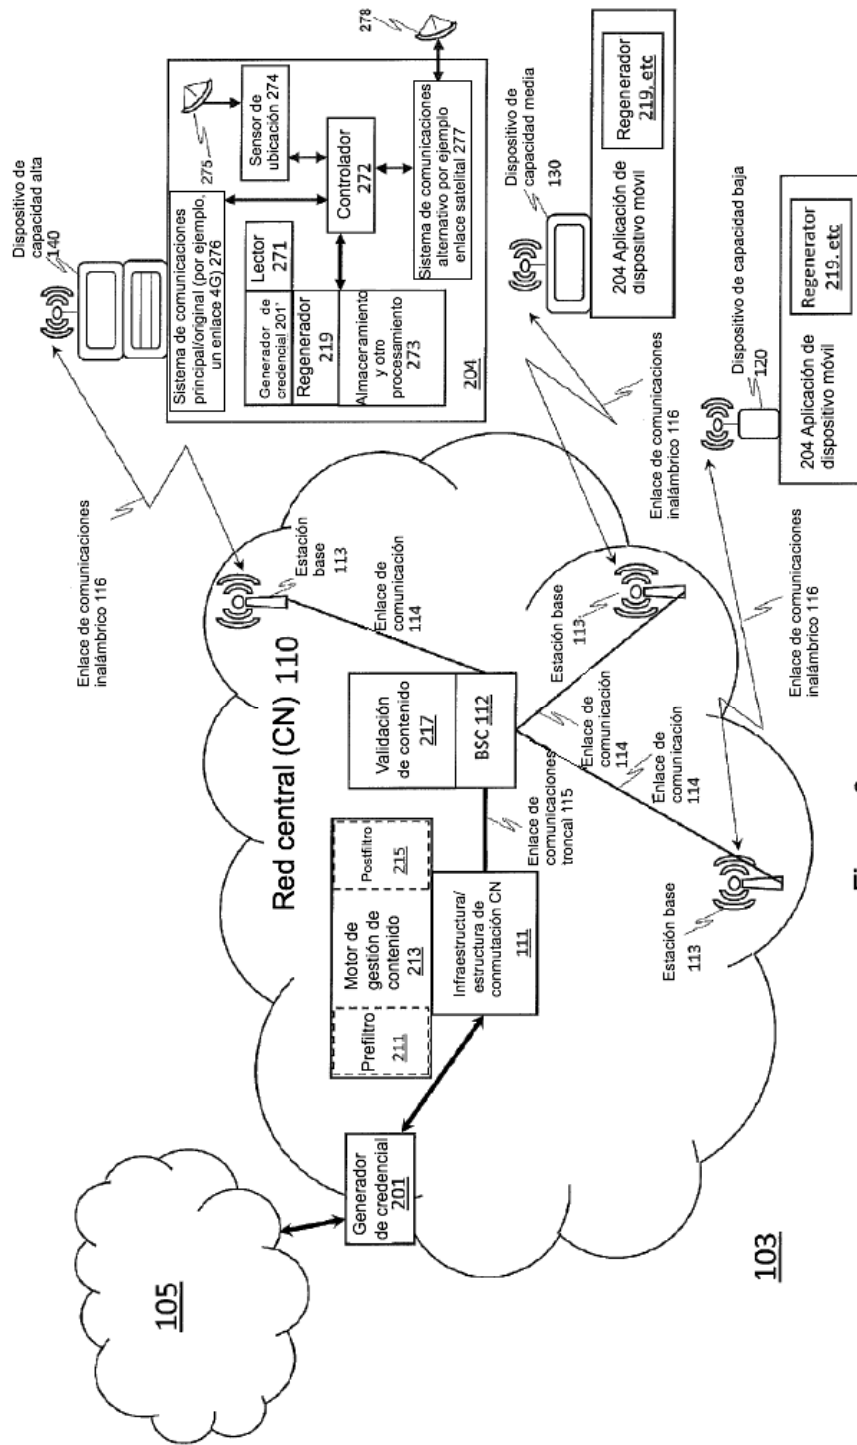 105
103
Generador
de credencial
201
Red central (CN) 110
Prefiltro
211
Motor de
gestión de
contenido
213
Postfiltro
215
Infraestructura/
estructura de
conmutación CN
111
Enlace de
comunicaciones
troncal 115
Validación
de contenido
217
BSC 112
Enlace de
comunicación
114
Enlace de
comunicación
114
Enlace de
comunicación
114
Estación
base
113
Estación base
113
Estación base
113
Enlace de comunicaciones
inalámbrico 116
Enlace de comunicaciones
inalámbrico 116
Enlace de comunicaciones
inalámbrico 116
Dispositivo de
capacidad alta
140
Sistema de comunicaciones
principal/original (por ejemplo,
un enlace 4G) 276
275
Sensor de
ubicación 274
Generador de
credencial 201'
Lector
271
Regenerador
219
Controlador
272
Almaceramiento
y otro
procesamiento
273
Sistema de comunicaciones
alternativo por ejemplo
enlace satelital 277
204
278
Dispositivo de
capacidad media
130
204 Aplicación de
dispositivo móvil
Regenerador
219, etc
Dispositivo de capacidad baja
120
204 Aplicación de
dispositivo móvil
Regenerator
219. etc